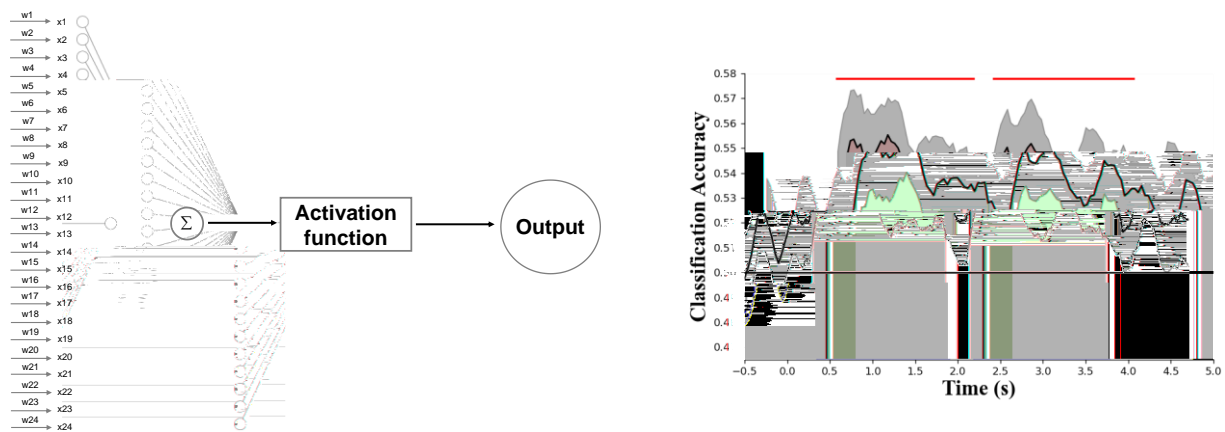 w1 x1
w2 x2
w3 x3
w4 x4
w5 x5
w6 x6
w7 x7
w8 x8
w9 x9
w10 x10
w11 x11
w12 x12
w13 x13
w14 x14
w15 x15
w16 x16
w17 x17
w18 x18
w19 x19
w20 x20
w21 x21
w22 x22
w23 x23
w24 x24
Σ
Activation
function
Output
Classification Accuracy
0.58
0.57
0.55
0.54
0.53
−0.5 0.0 0.5 1.0 1.5 2.0 2.5 3.0 3.5 4.0 4.5 5.0
Time (s)